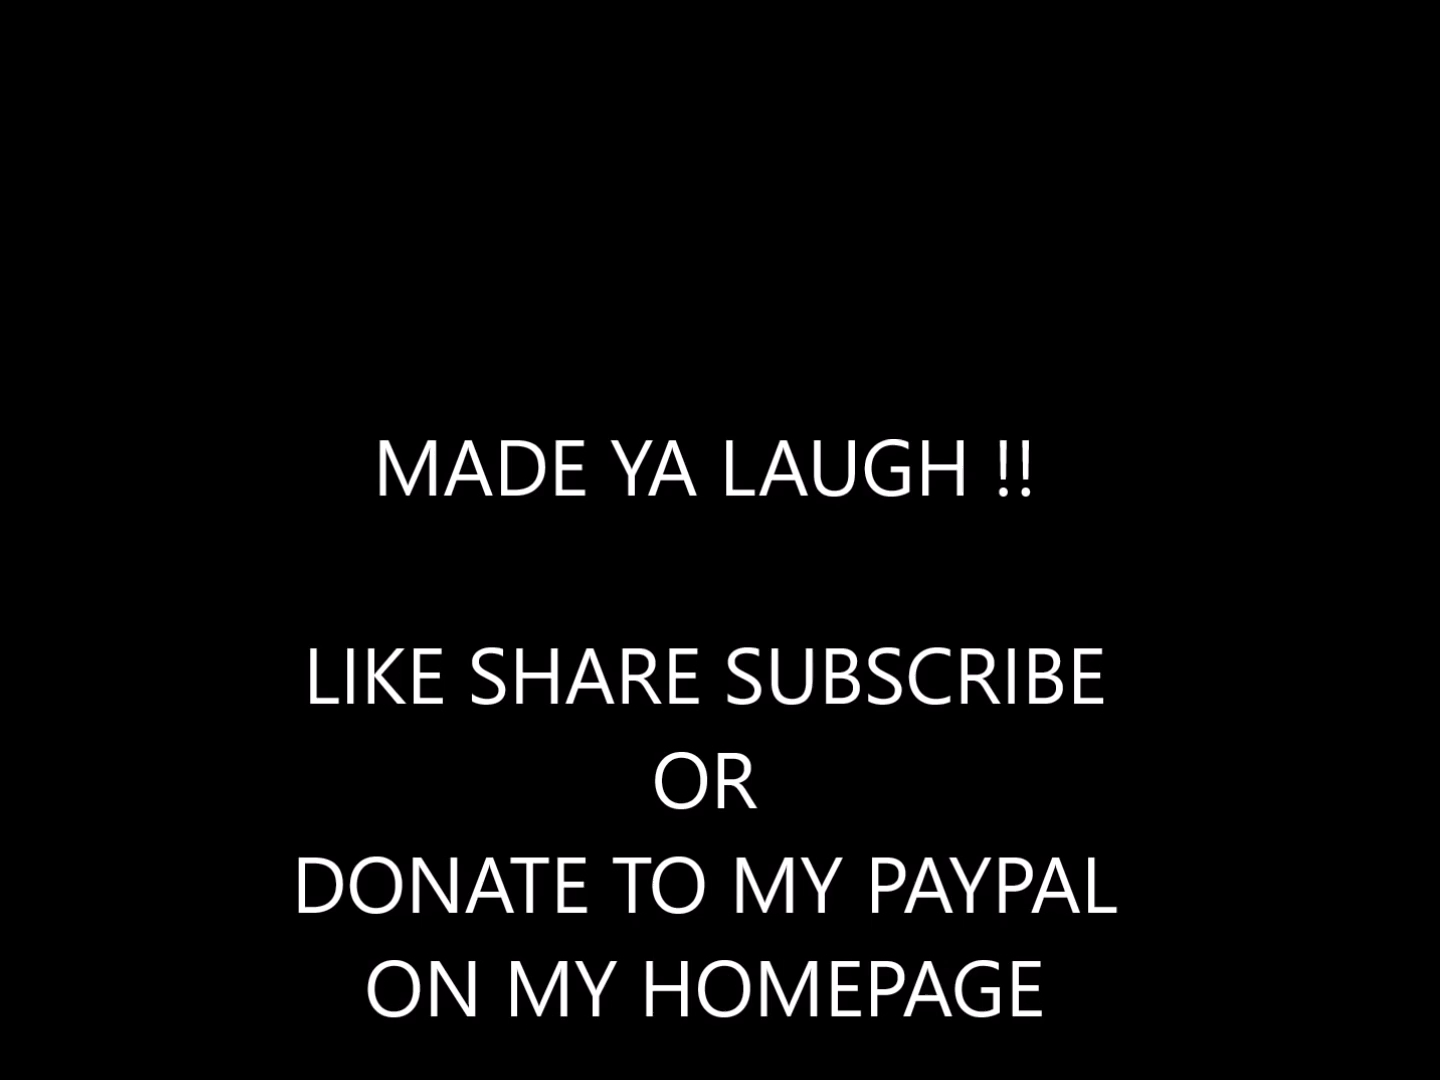 MADE YA LAUGH !!
LIKE SHARE SUBSCRIBE
OR
DONATE TO MY PAYPAL
ON MY HOMEPAGE